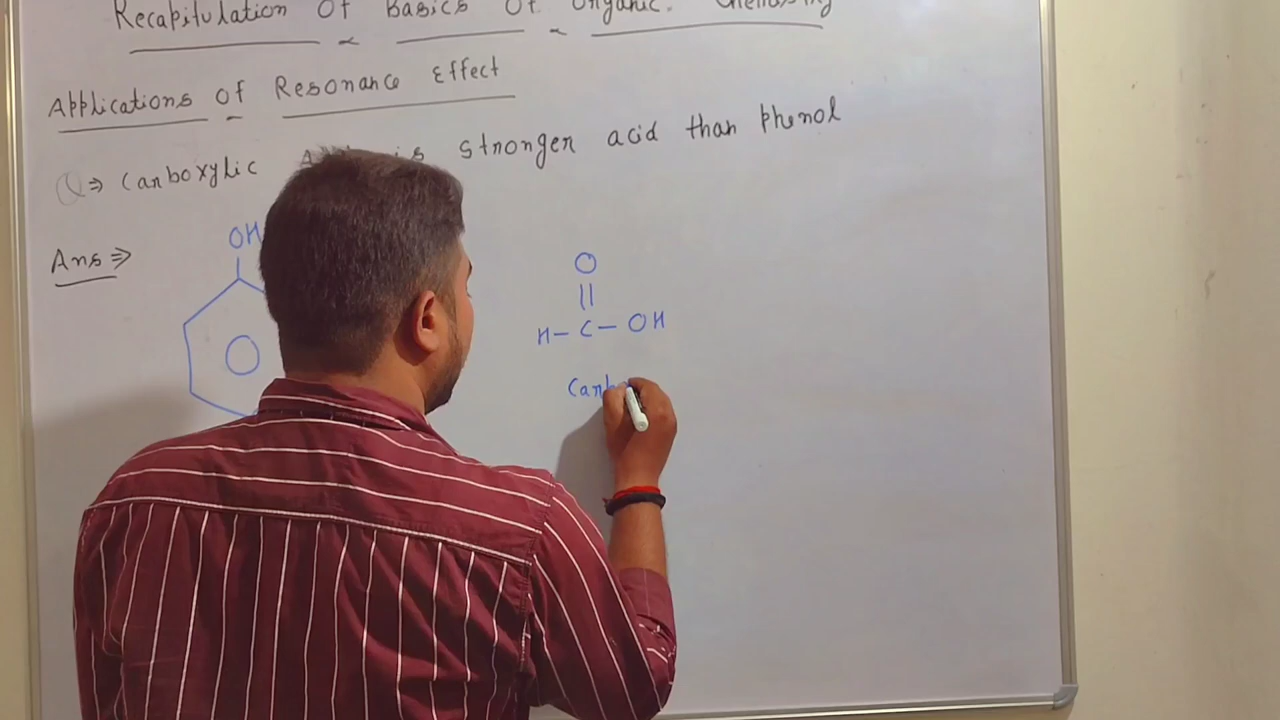 Recapitulation Of Basics Of Organic Chemistry
Applications of Resonance Effect
Q⇒ Carboxylic is stronger acid than phenol
Ans ⇒
OH
O
H-C-OH
Carb